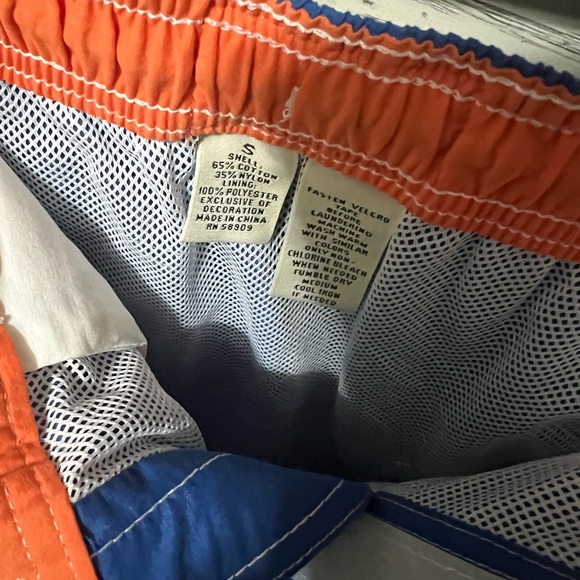 S
SHELL:
65% COTTON
35% NYLON
LINING:
100% POLYESTER
EXCLUSIVE OF
DECORATION
MADE IN CHINA
RN 58909
FASTEN VELCRO
TAPE
BEFORE
LAUNDERING
MACHINE
WASH WARM
WITH SIMILAR
COLORS
ONLY NON-
CHLORINE BLEACH
WHEN NEEDED
TUMBLE DRY
MEDIUM
COOL IRON
IF NEEDED